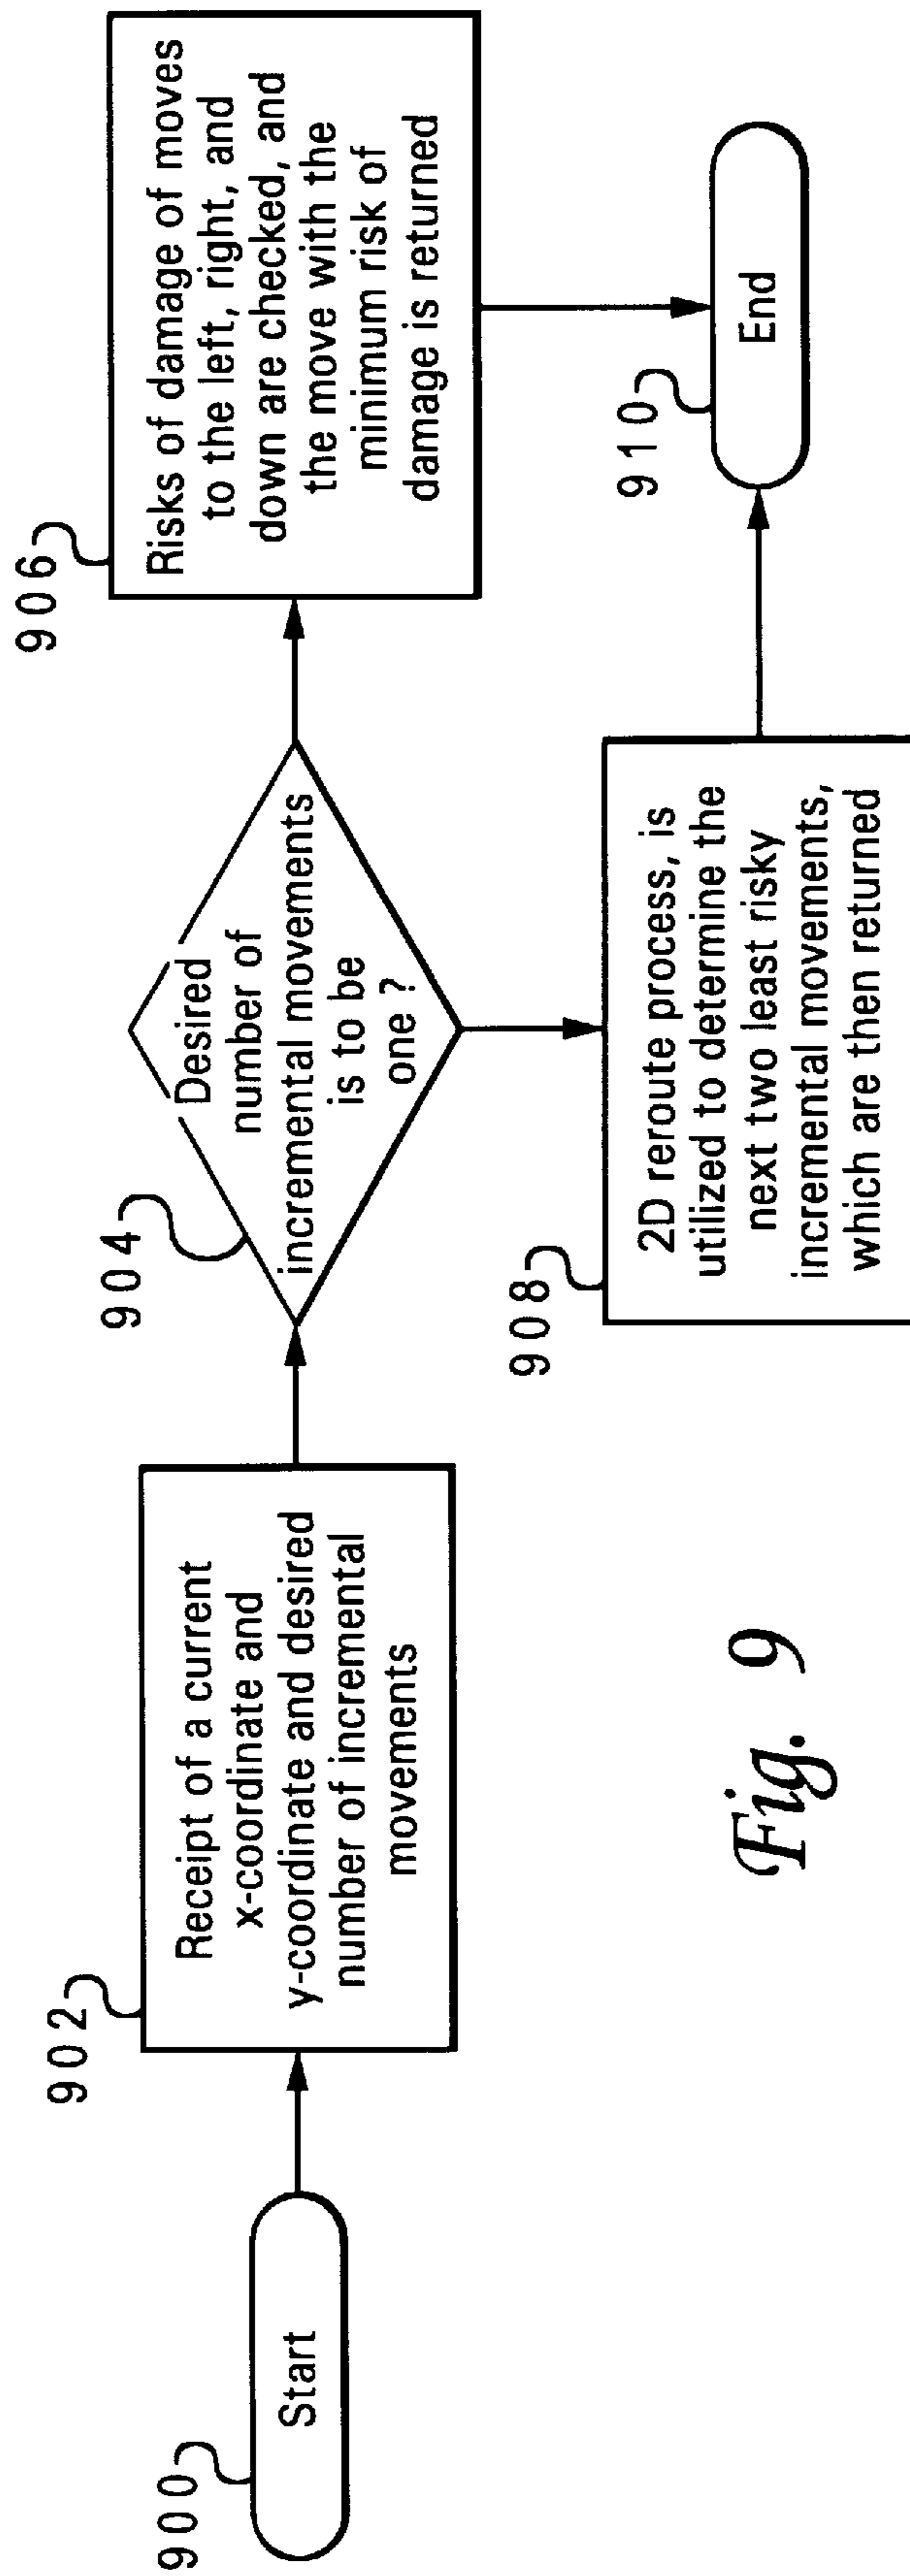 900
Start
902
Receipt of a current
x-coordinate and
y-coordinate and desired
number of incremental
movements
904
Desired
number of
incremental movements
is to be
one ?
906
Risks of damage of moves
to the left, right, and
down are checked, and
the move with the
minimum risk of
damage is returned
908
2D reroute process, is
utilized to determine the
next two least risky
incremental movements,
which are then returned
910
End
Fig. 9